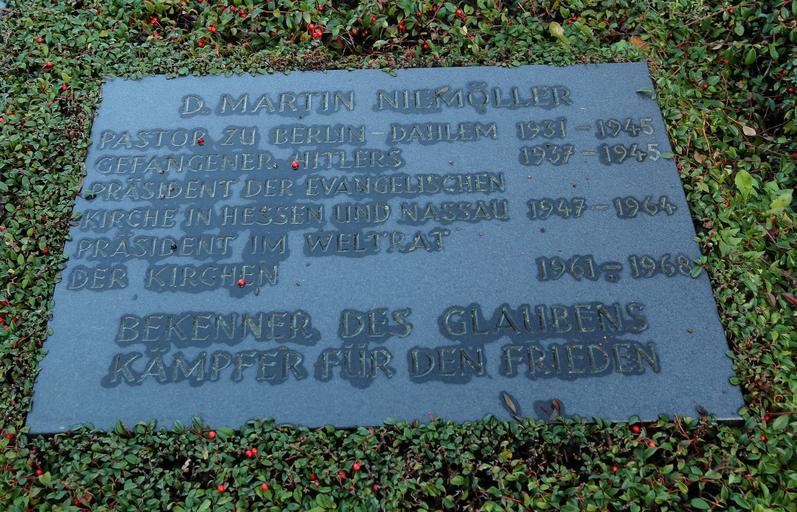 D. MARTIN NIEMÖLLER
PASTOR ZU BERLIN-DAHLEM 1931-1945
GEFANGENER HITLERS 1937-1945
PRÄSIDENT DER EVANGELISCHEN
KIRCHE IN HESSEN UND NASSAU 1947-1964
PRÄSIDENT IM WELTRAT
DER KIRCHEN 1961-1968
BEKENNER DES GLAUBENS
KÄMPFER FÜR DEN FRIEDEN